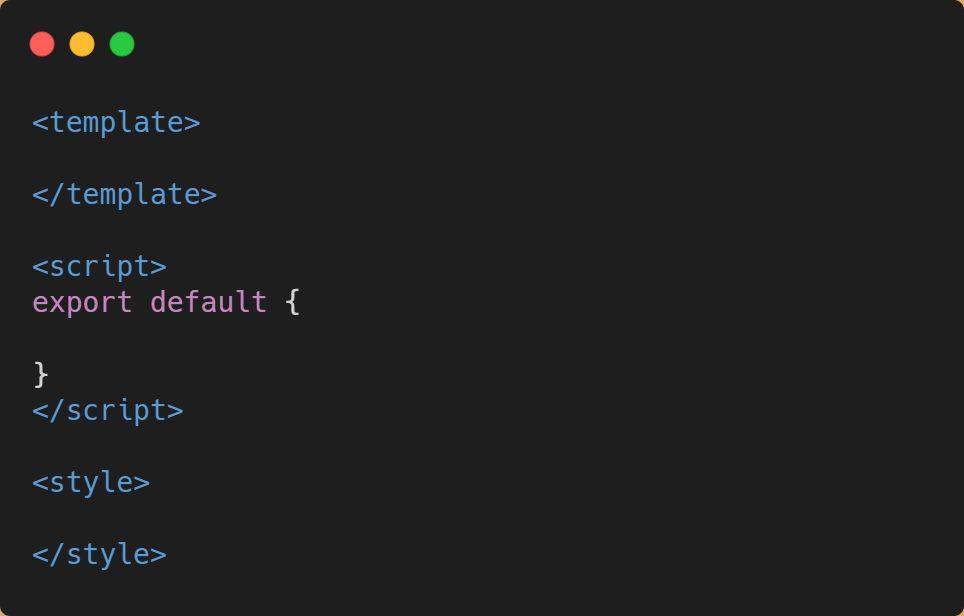 <template>

</template>

<script>
export default {

}
</script>

<style>

</style>